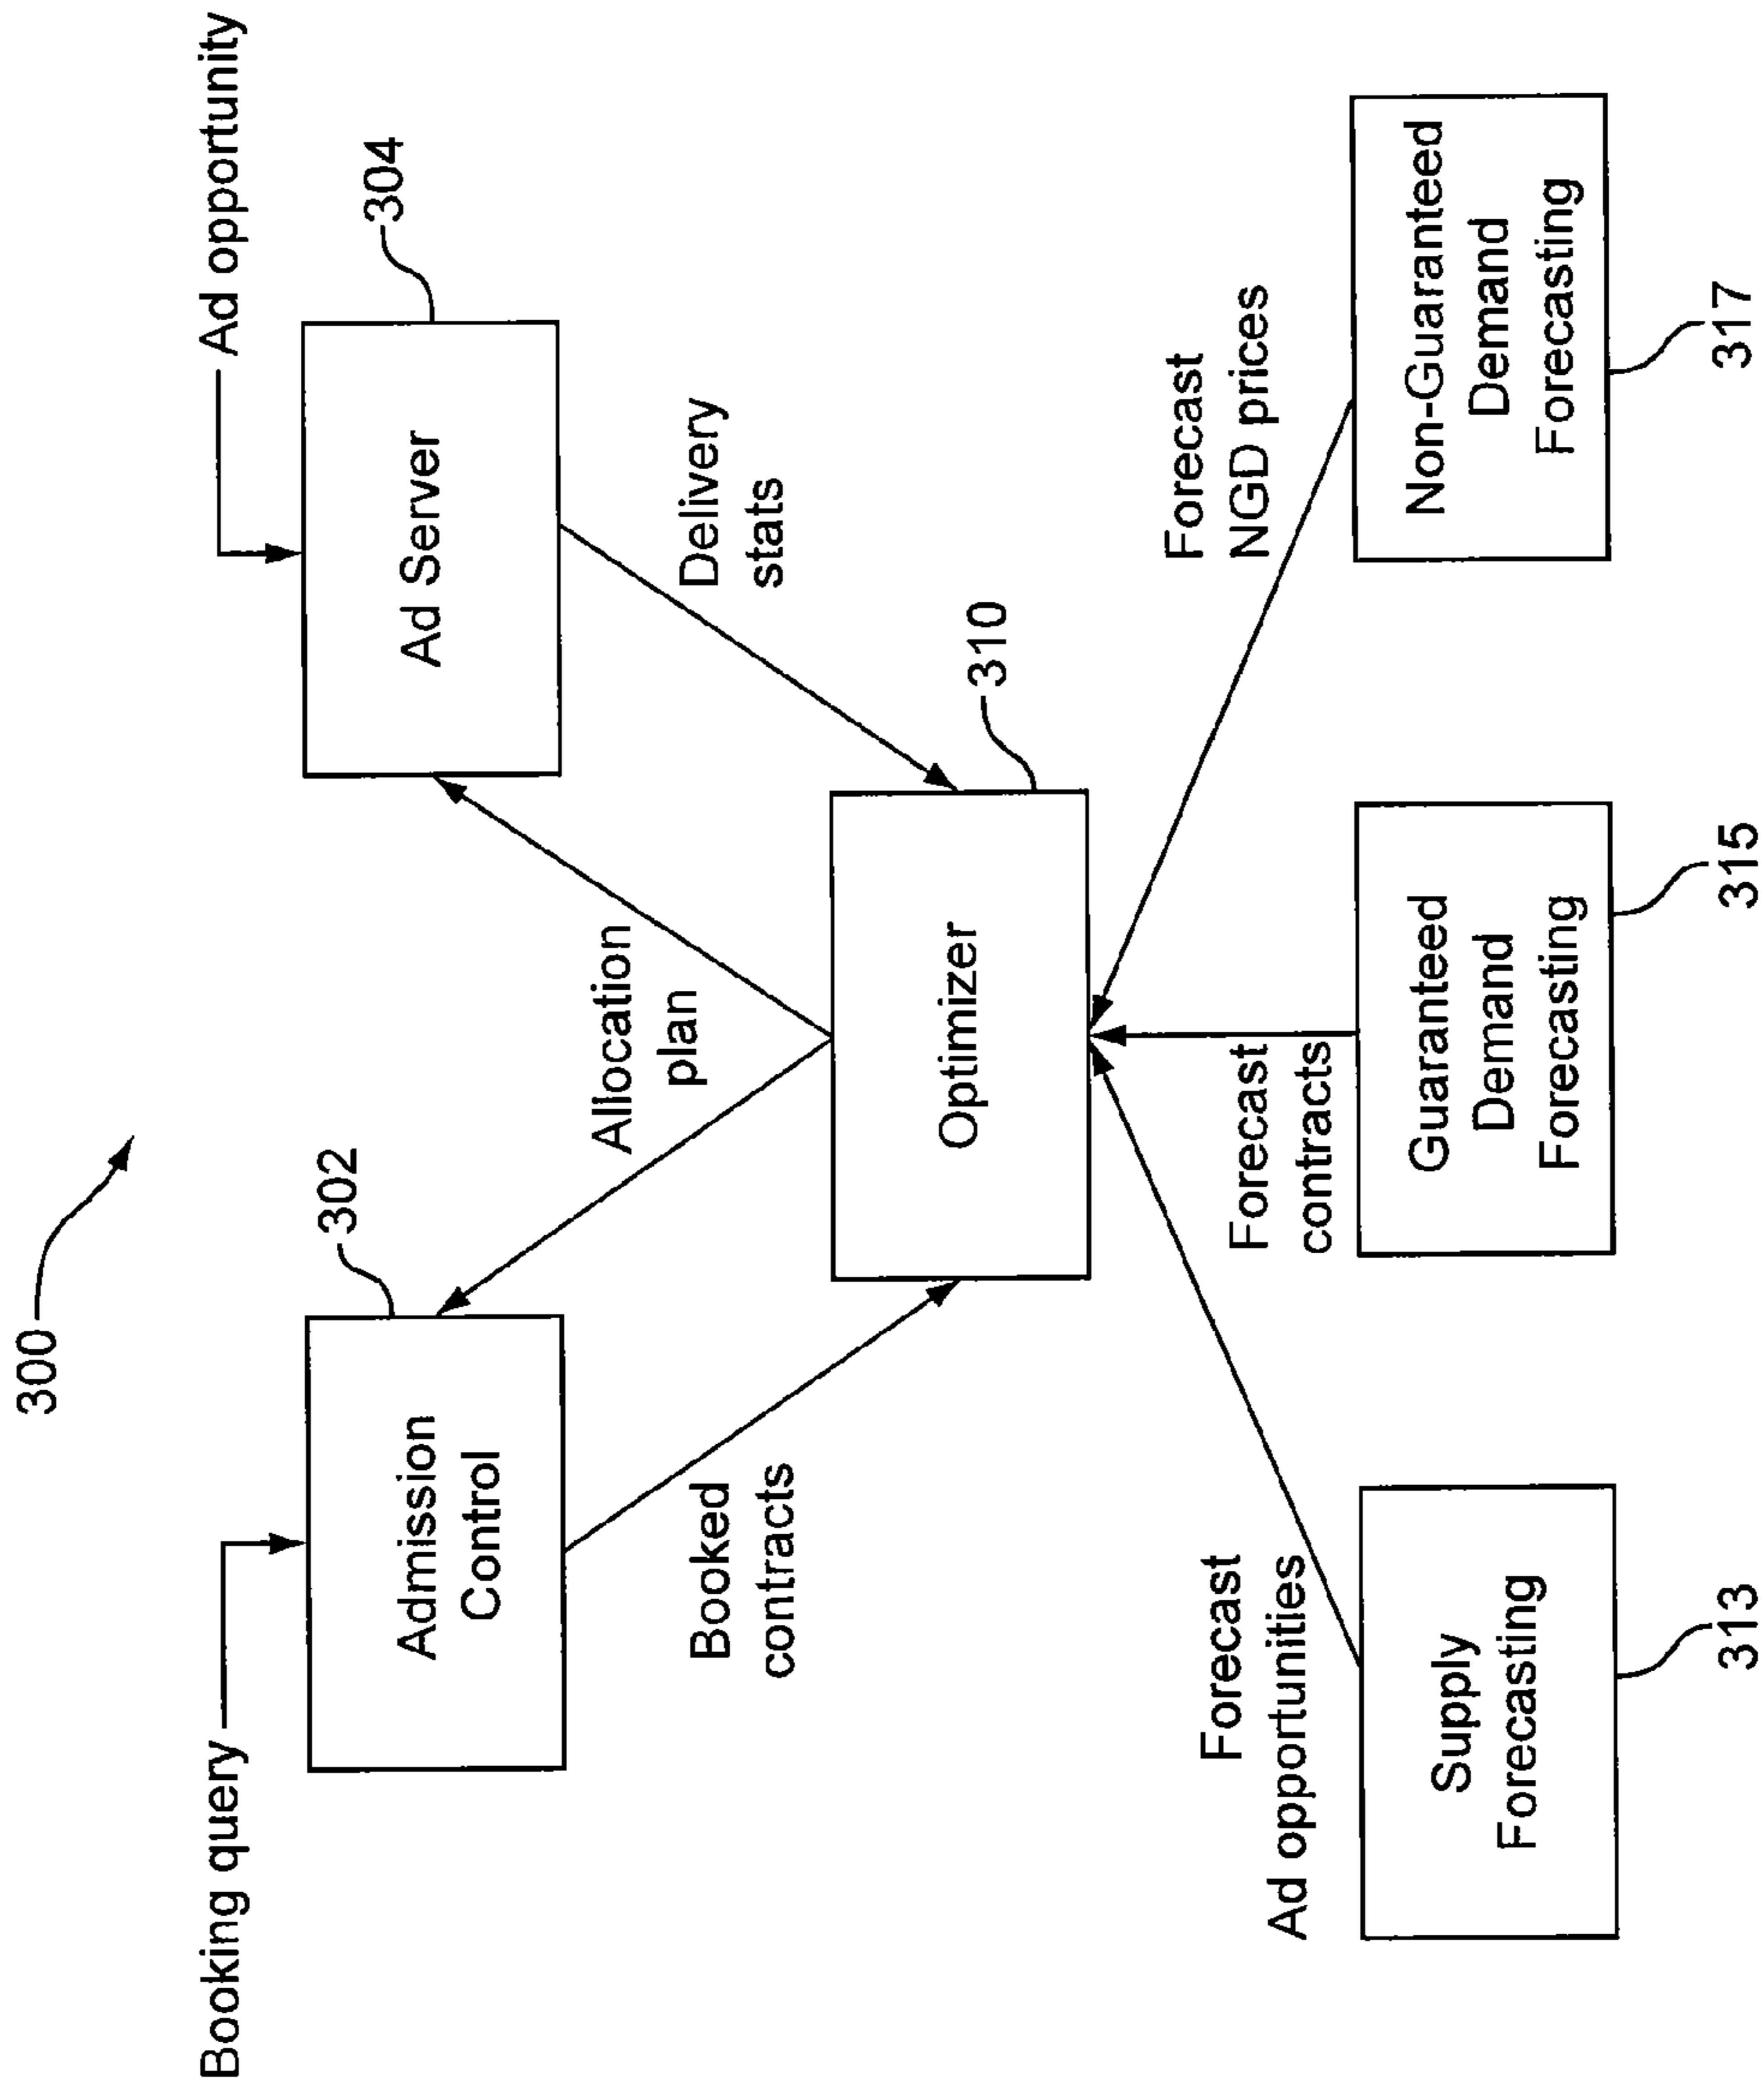 300
Booking query
Ad opportunity
302
304
Admission
Control
Ad Server
Allocation
plan
Booked
contracts
Delivery
stats
310
Optimizer
Forecast
Ad opportunities
Forecast
contracts
Forecast
NGD prices
Supply
Forecasting
Guaranteed
Demand
Forecasting
Non-Guaranteed
Demand
Forecasting
313
315
317